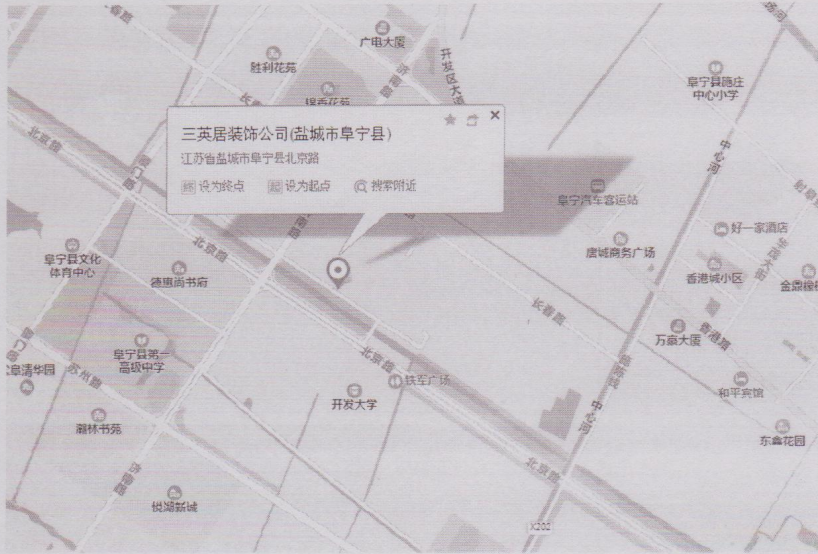 广电大厦
胜利花苑
锦香花苑
开发区大道
阜宁县施庄
中心小学
三英居装饰公司(盐城市阜宁县)
江苏省盐城市阜宁县北京路
终 设为终点
起 设为起点
搜索附近
北京路
中心河
阜宁汽车客运站
好一家酒店
唐城商务广场
阜宁县文化
体育中心
北京路
德惠尚书府
香港城小区
长春路
万泰大厦
香港路
阜宁县第一
高级中学
北京路
铁军广场
苏州路
开发大学
和平宾馆
中心河
瀚林书苑
东鑫花园
北京路
悦湖新城
X202